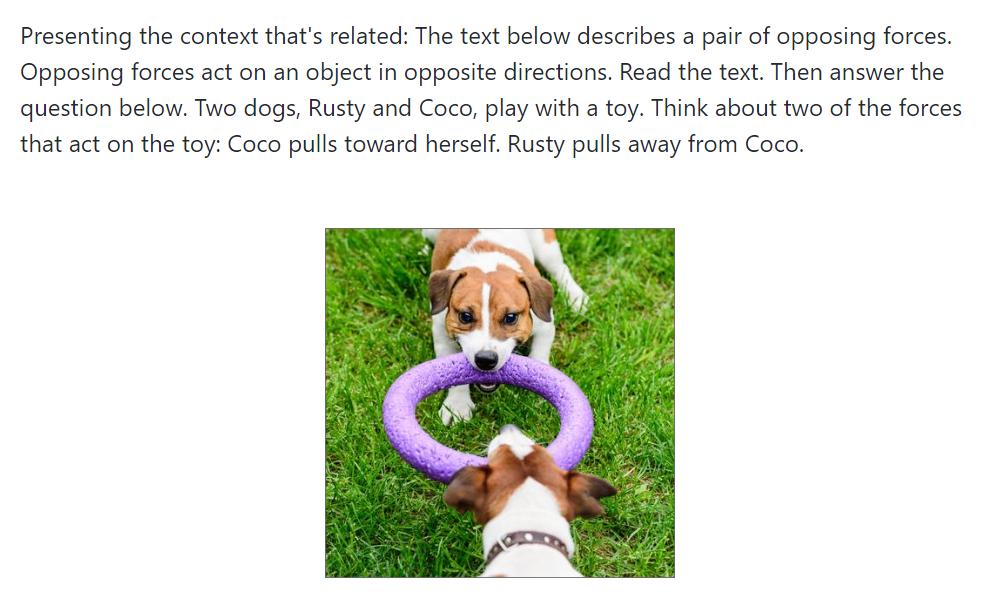 Presenting the context that's related: The text below describes a pair of opposing forces.
Opposing forces act on an object in opposite directions. Read the text. Then answer the
question below. Two dogs, Rusty and Coco, play with a toy. Think about two of the forces
that act on the toy: Coco pulls toward herself. Rusty pulls away from Coco.